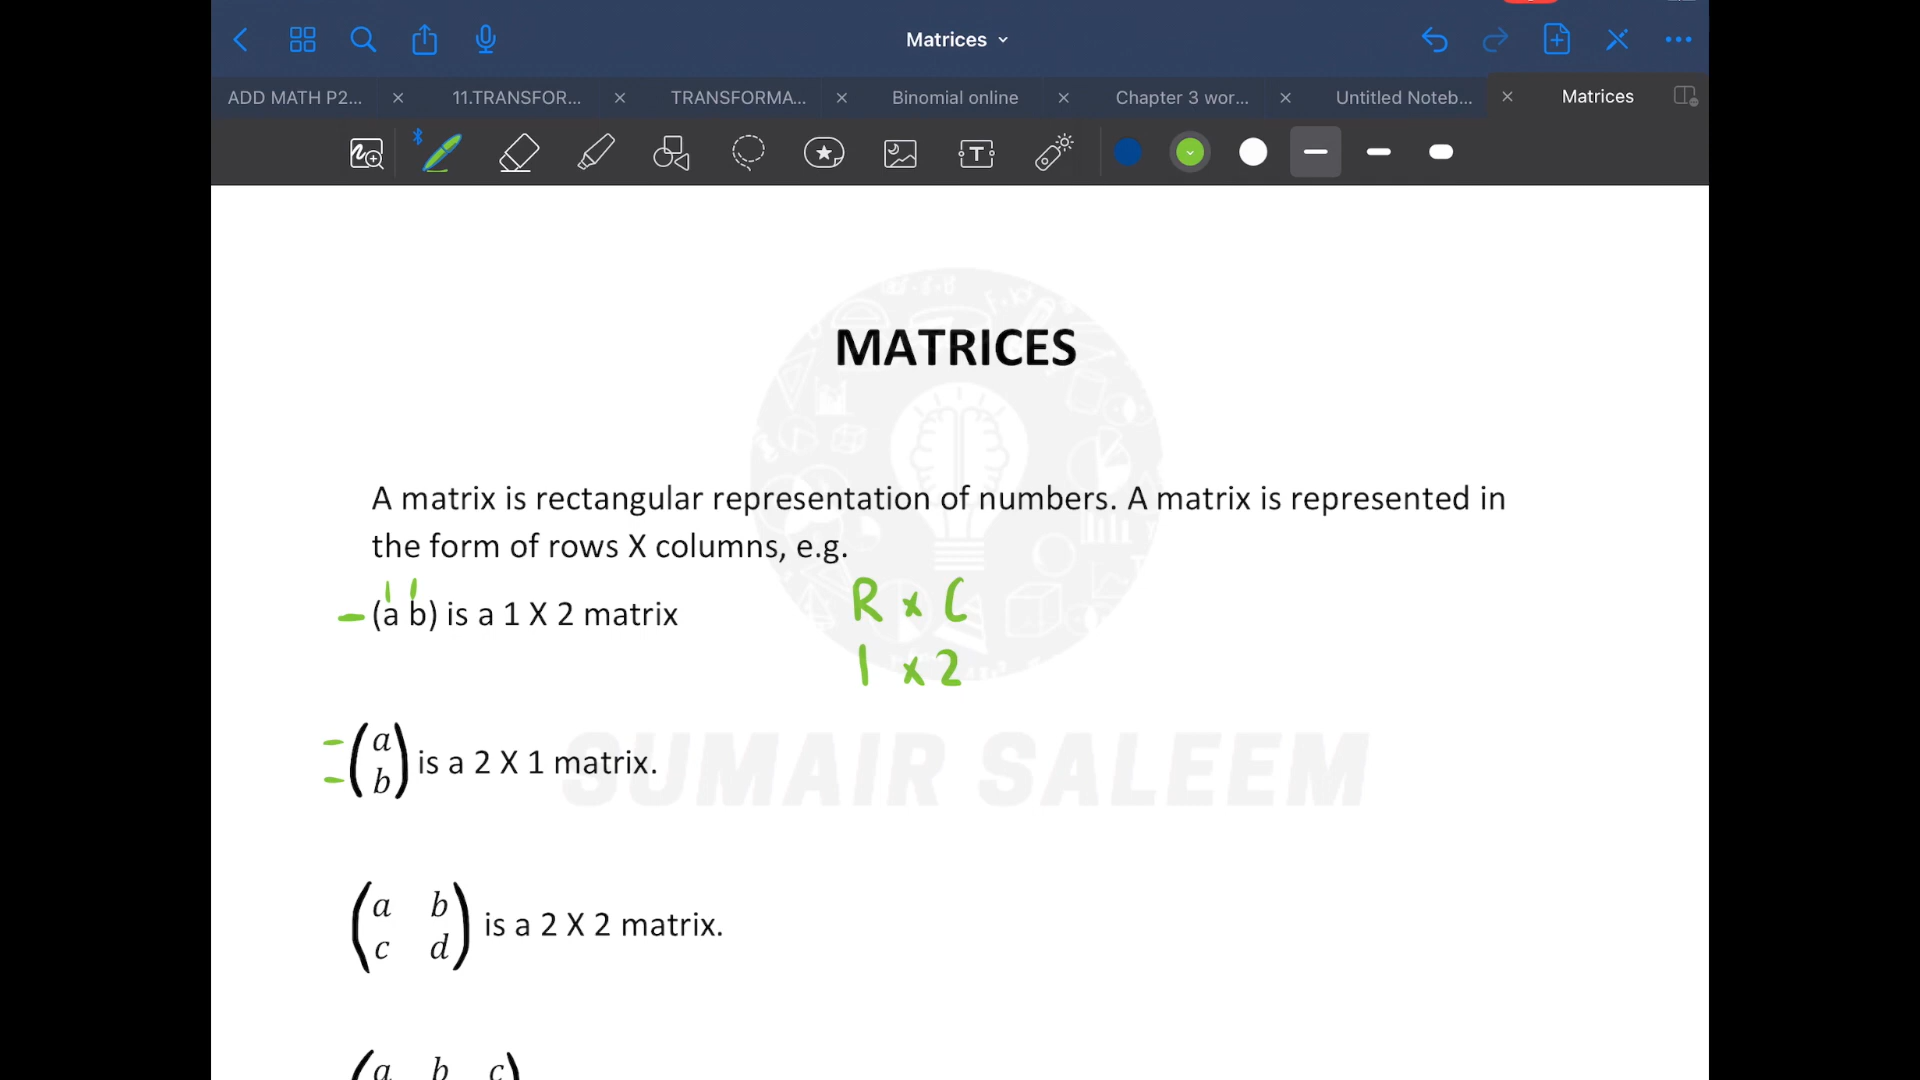 Matrices
ADD MATH P2...
11.TRANSFOR...
TRANSFORMA...
Binomial online
Chapter 3 wor...
Untitled Noteb...
Matrices
MATRICES
A matrix is rectangular representation of numbers. A matrix is represented in
the form of rows X columns, e.g.
(a b) is a 1 X 2 matrix
R x C
1 x 2
(a
b) is a 2 X 1 matrix.
SUMAIR SALEEM
(a b
c d) is a 2 X 2 matrix.
(a b c)